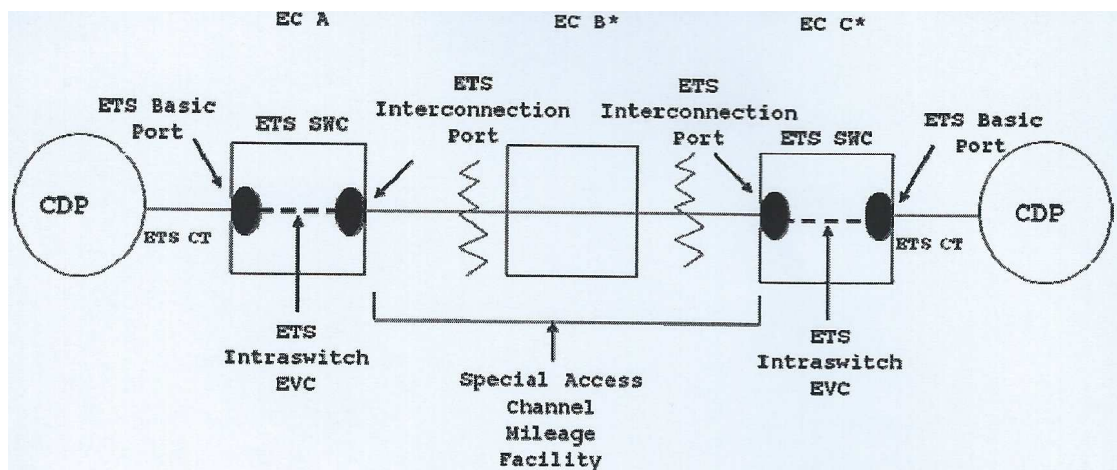 EC A
EC B*
EC C*
ETS Basic
Port
ETS SWC
ETS
Interconnection
Port
ETS
Interconnection
Port
ETS SWC
ETS Basic
Port
CDP
ETS CT
ETS CT
CDP
ETS
Intraswitch
EVC
Special Access
Channel
Mileage
Facility
ETS
Intraswitch
EVC